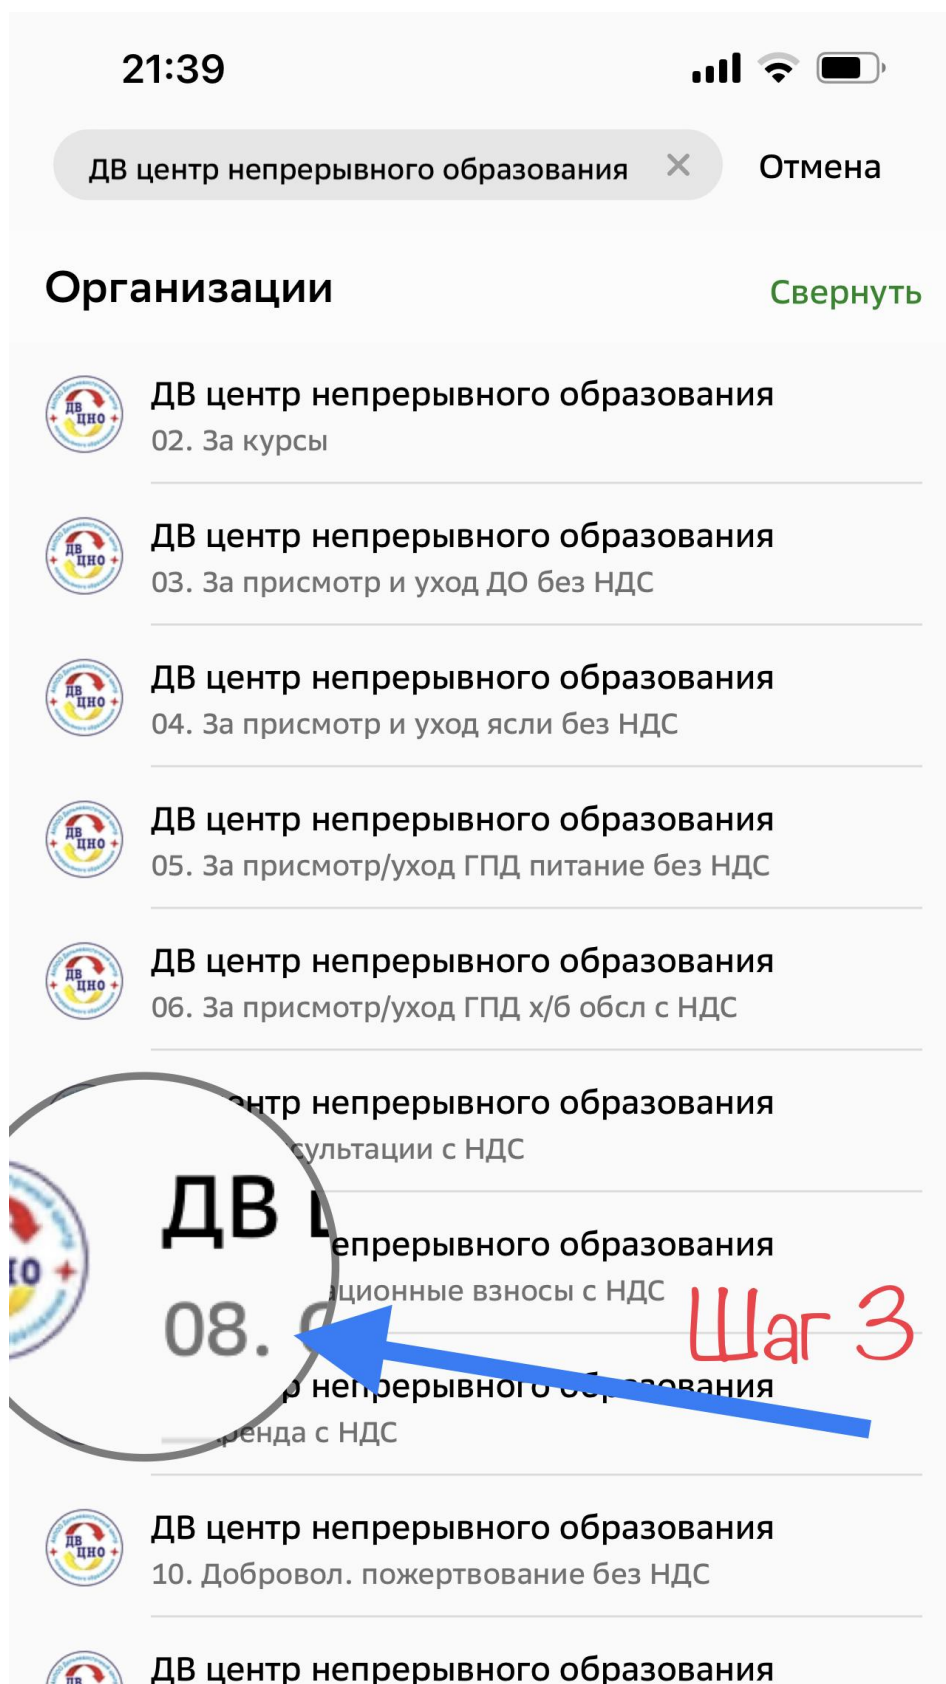 21:39
ДВ центр непрерывного образования
Отмена
Организации
Свернуть
ДВ центр непрерывного образования
02. За курсы
ДВ центр непрерывного образования
03. За присмотр и уход ДО без НДС
ДВ центр непрерывного образования
04. За присмотр и уход ясли без НДС
ДВ центр непрерывного образования
05. За присмотр/уход ГПД питание без НДС
ДВ центр непрерывного образования
06. За присмотр/уход ГПД х/б обсл с НДС
нтр непрерывного образования
сультации с НДС
ДВ
епрерывного образования
ационные взносы с НДС
08.
Шаг 3
р непрерывного образования
ренда с НДС
ДВ центр непрерывного образования
10. Добровол. пожертвование без НДС
ДВ центр непрерывного образования